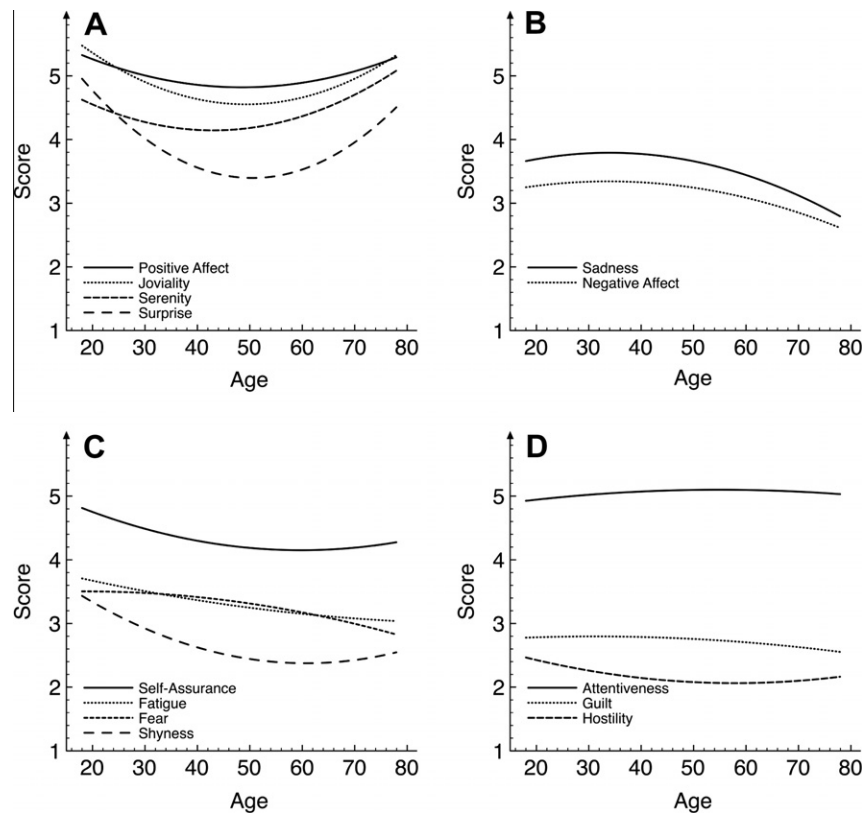 A
5
4
3
2
1
Score
Positive Affect
Joviality
Serenity
Surprise
20 30 40 50 60 70 80
Age
B
5
4
3
2
1
Score
Sadness
Negative Affect
20 30 40 50 60 70 80
Age
C
5
4
3
2
1
Score
Self-Assurance
Fatigue
Fear
Shyness
20 30 40 50 60 70 80
Age
D
5
4
3
2
1
Score
Attentiveness
Guilt
Hostility
20 30 40 50 60 70 80
Age